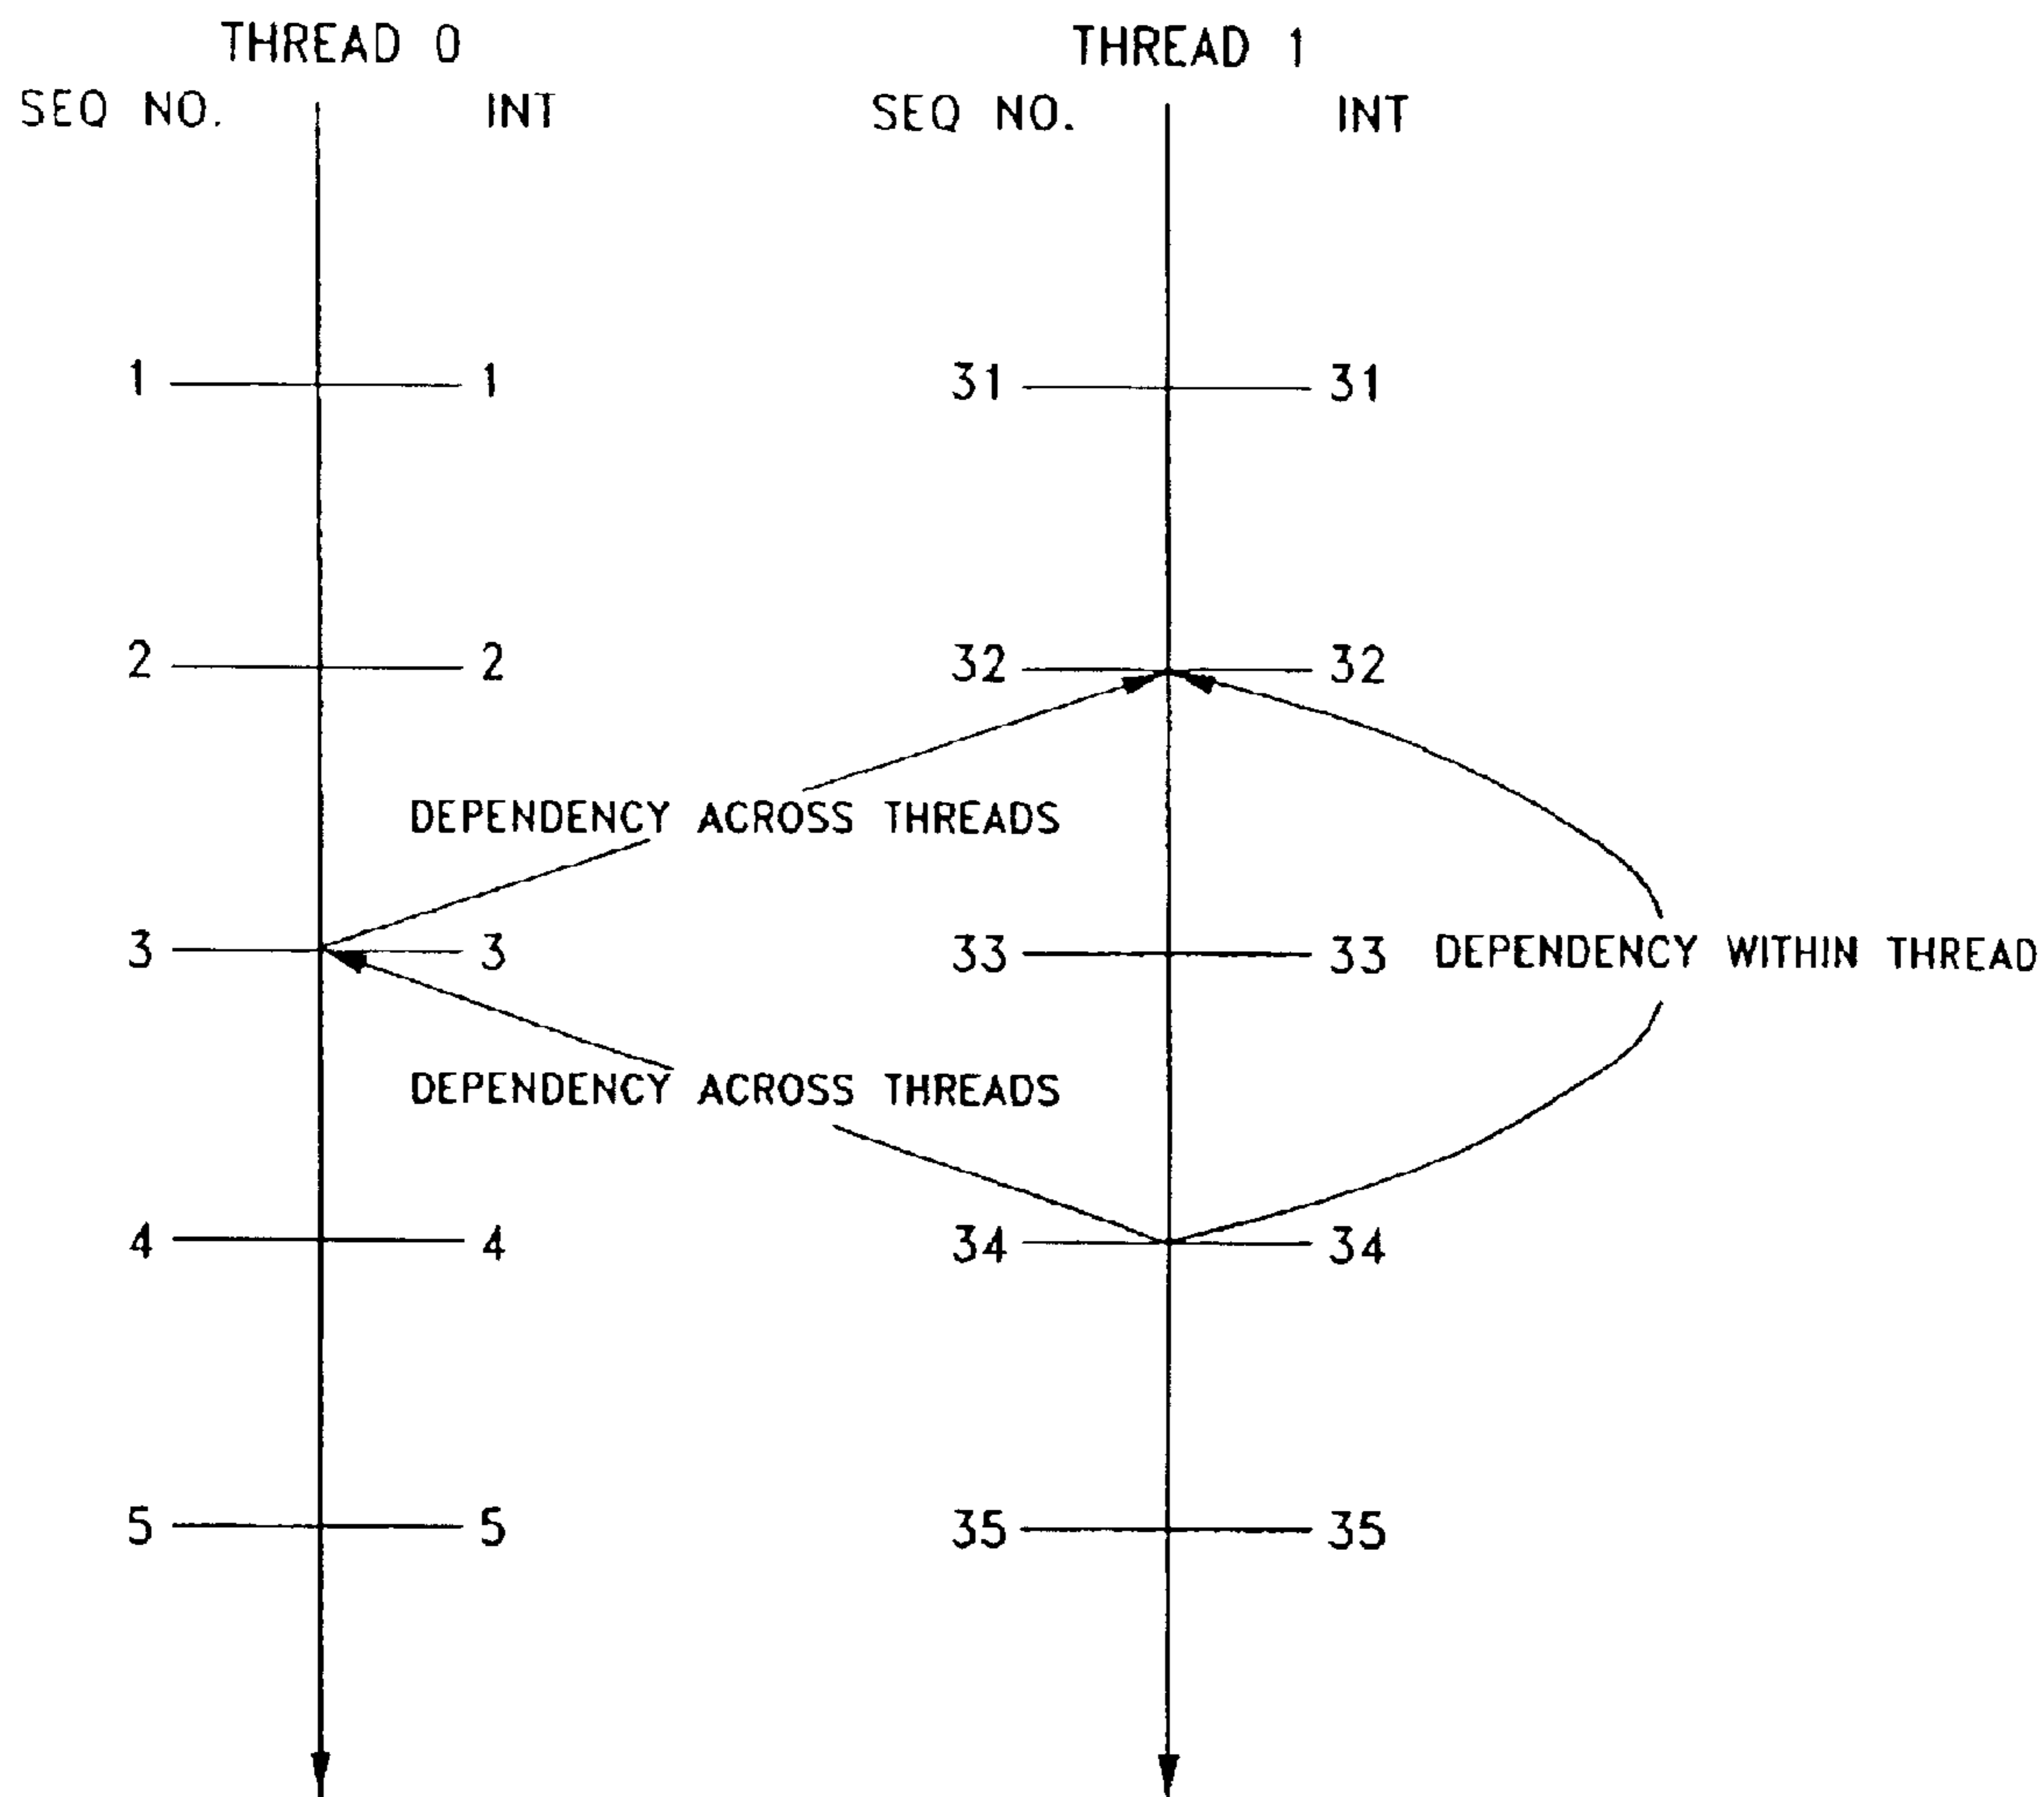 THREAD 0
THREAD 1
SEQ NO.
INT
SEQ NO.
INT
1
1
31
31
2
2
32
32
DEPENDENCY ACROSS THREADS
3
3
33
33
DEPENDENCY WITHIN THREAD
DEPENDENCY ACROSS THREADS
4
4
34
34
5
5
35
35